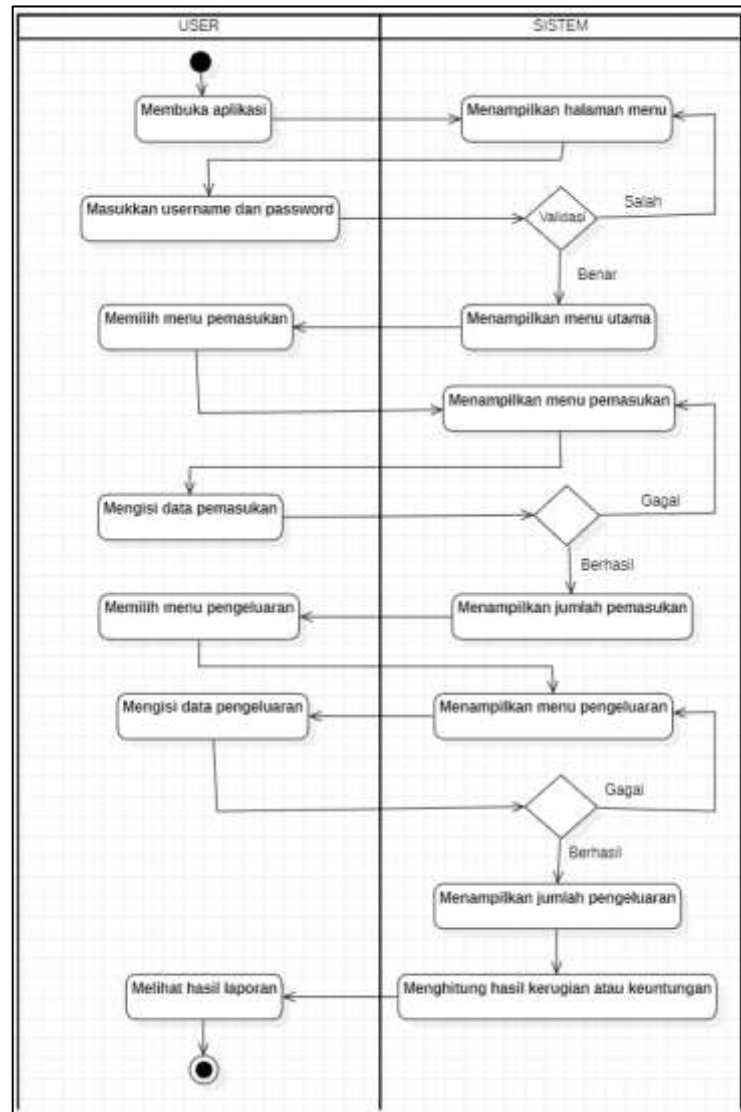 USER
SISTEM
Membuka aplikasi
Menampilkan halaman menu
Masukkan username dan password
Validasi
Salah
Benar
Memilih menu pemasukan
Menampilkan menu utama
Menampilkan menu pemasukan
Mengisi data pemasukan
Gagal
Berhasil
Memilih menu pengeluaran
Menampilkan jumlah pemasukan
Mengisi data pengeluaran
Menampilkan menu pengeluaran
Gagal
Berhasil
Menampilkan jumlah pengeluaran
Melihat hasil laporan
Menghitung hasil kerugian atau keuntungan